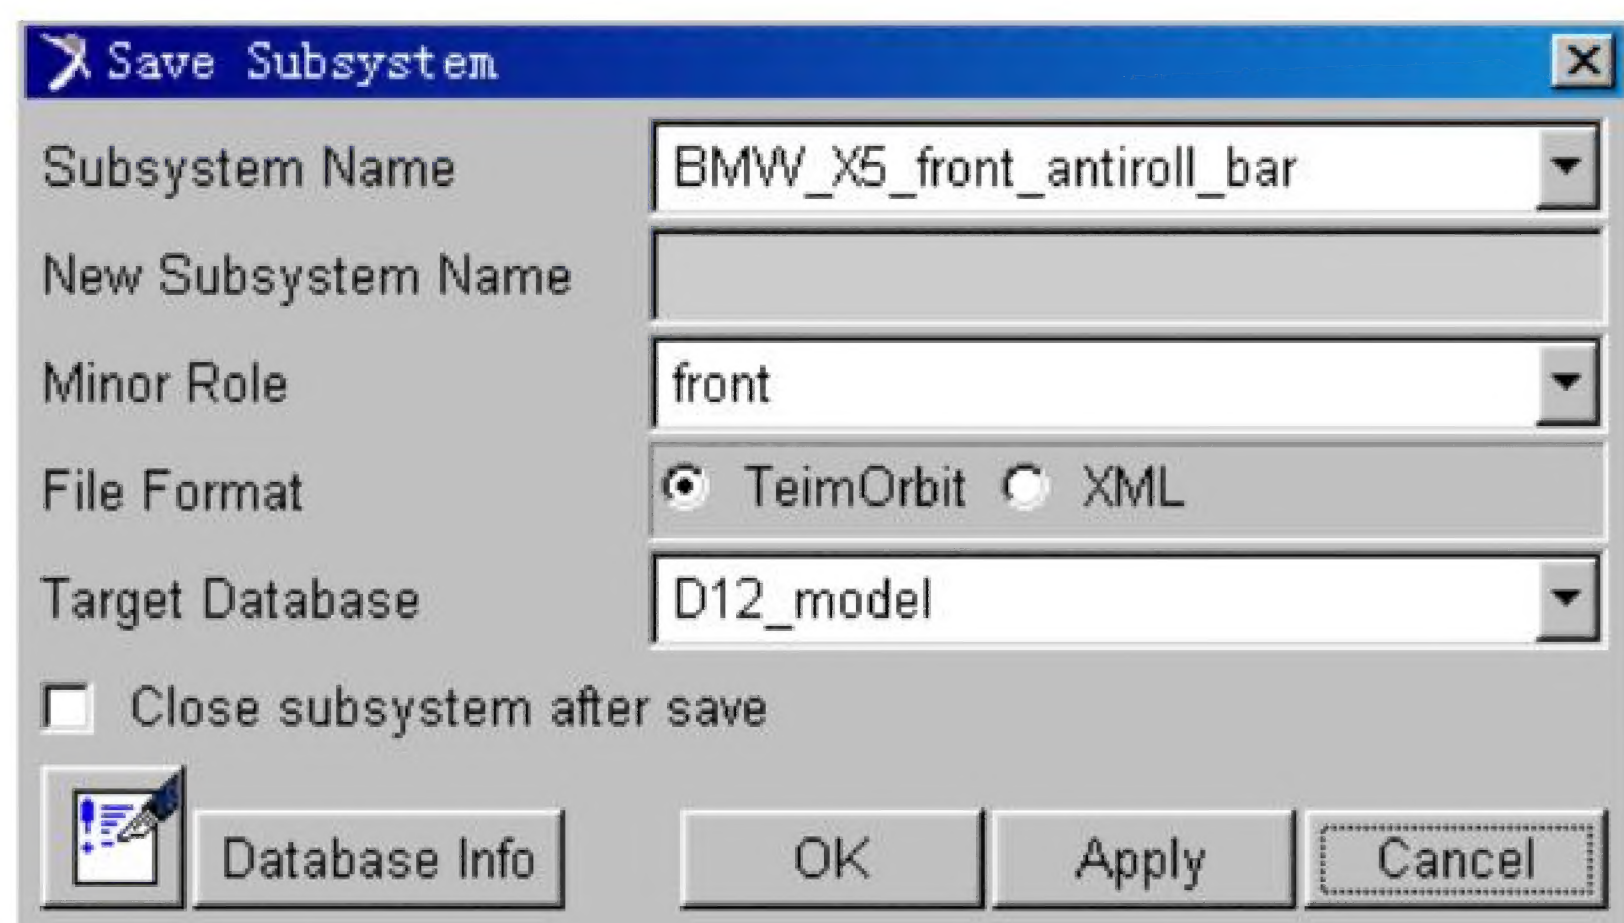 Save Subsystem
Subsystem Name BMW_X5_front_antiroll_bar
New Subsystem Name
Minor Role front
File Format TeimOrbit XML
Target Database D12_model
Close subsystem after save
Database Info OK Apply Cancel